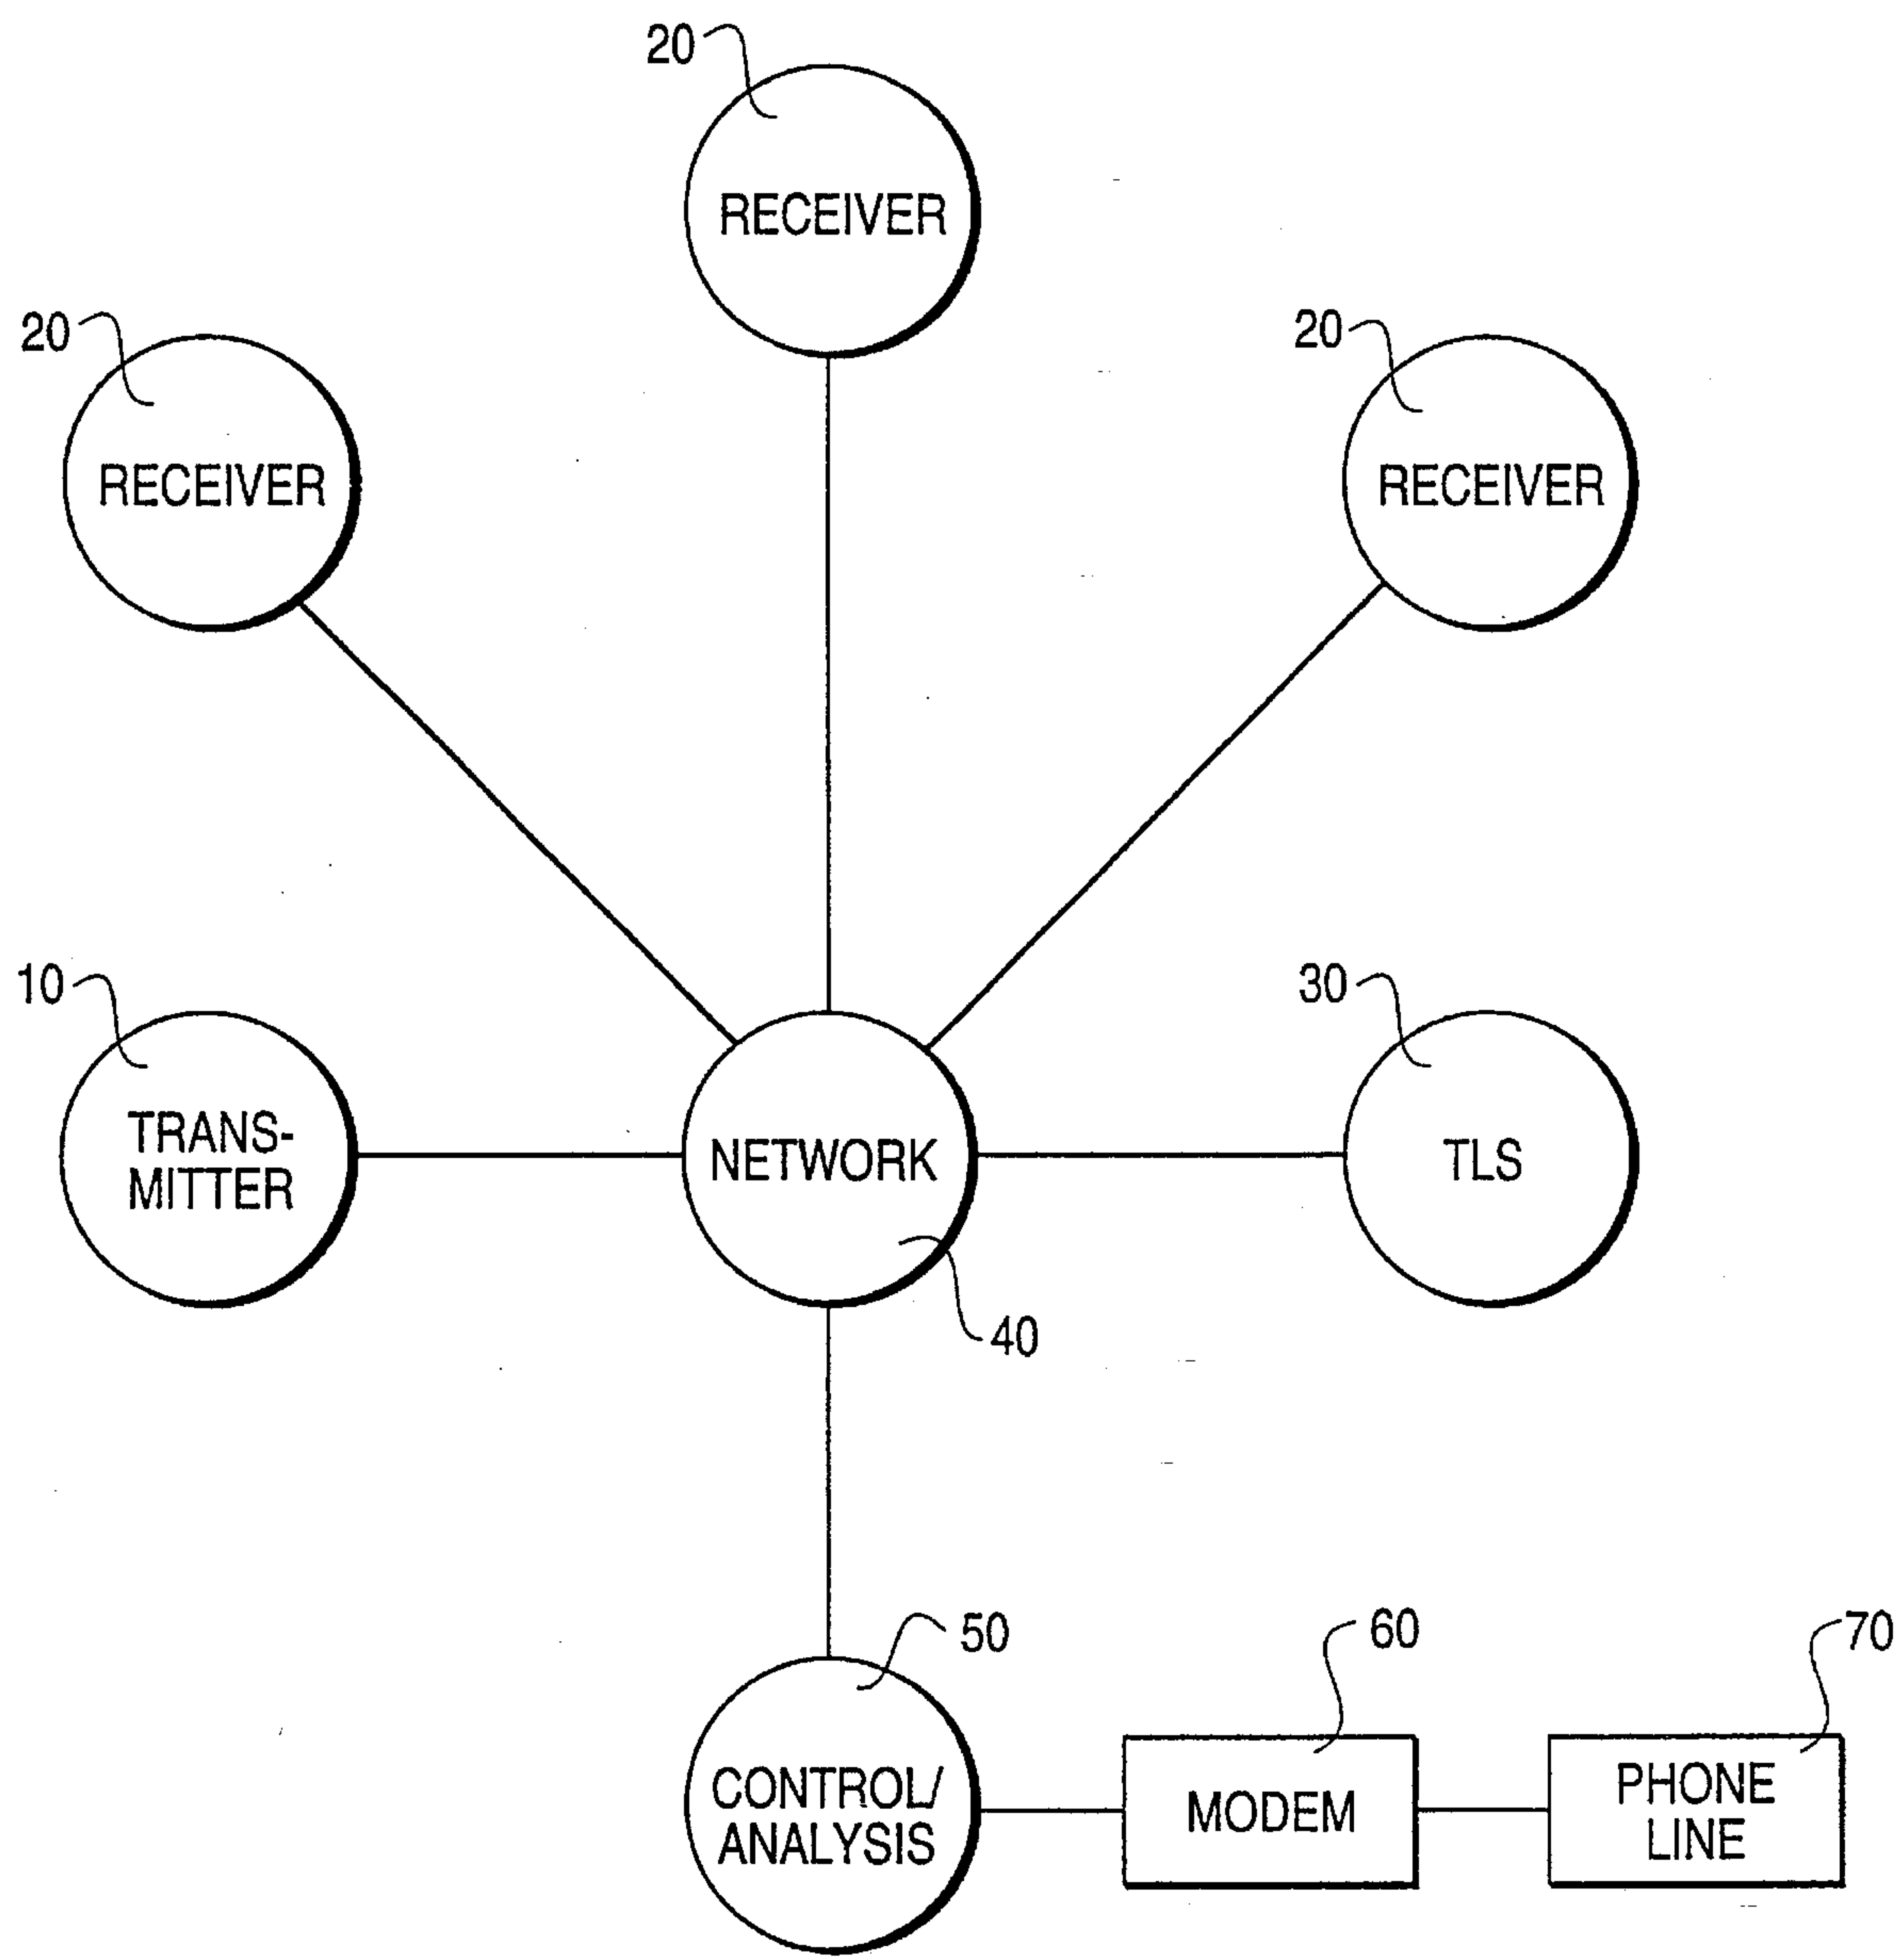 20
RECEIVER
20
RECEIVER
20
RECEIVER
10
TRANS-
MITTER
NETWORK
40
30
TLS
50
CONTROL/
ANALYSIS
60
MODEM
70
PHONE
LINE